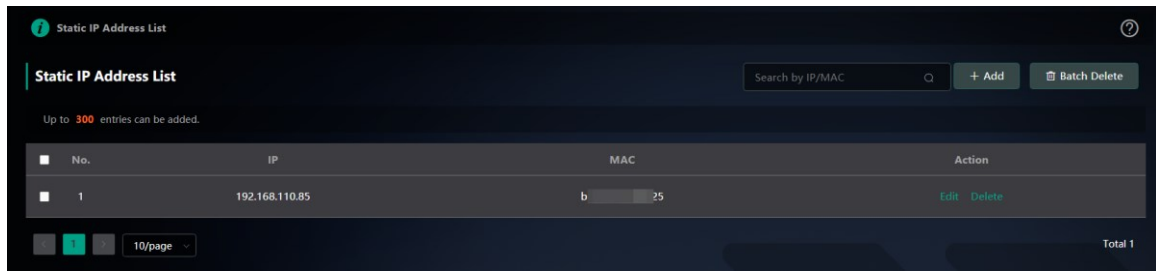 Static IP Address List
Static IP Address List Search by IP/MAC + Add Batch Delete
Up to 300 entries can be added.
No. IP MAC Action
1 192.168.110.85 b 25 Edit Delete
< 1 > 10/page Total 1